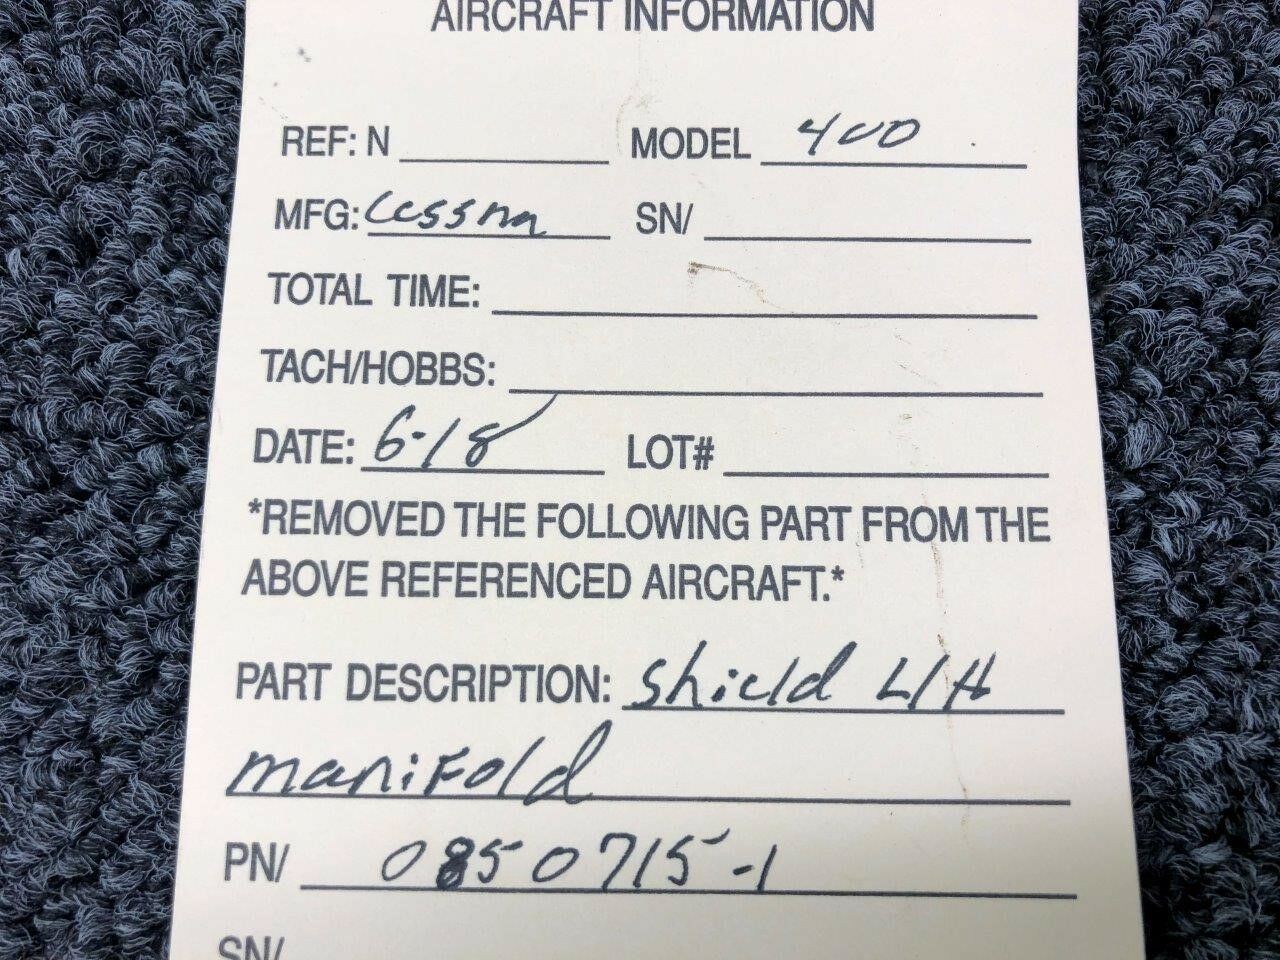 AIRCRAFT INFORMATION
REF: N MODEL 400
MFG: Cessna SN/
TOTAL TIME:
TACH/HOBBS:
DATE: 6-18 LOT#
*REMOVED THE FOLLOWING PART FROM THE
ABOVE REFERENCED AIRCRAFT.*
PART DESCRIPTION: Shield L/H
maniFold
PN/ 0850715-1
SN/